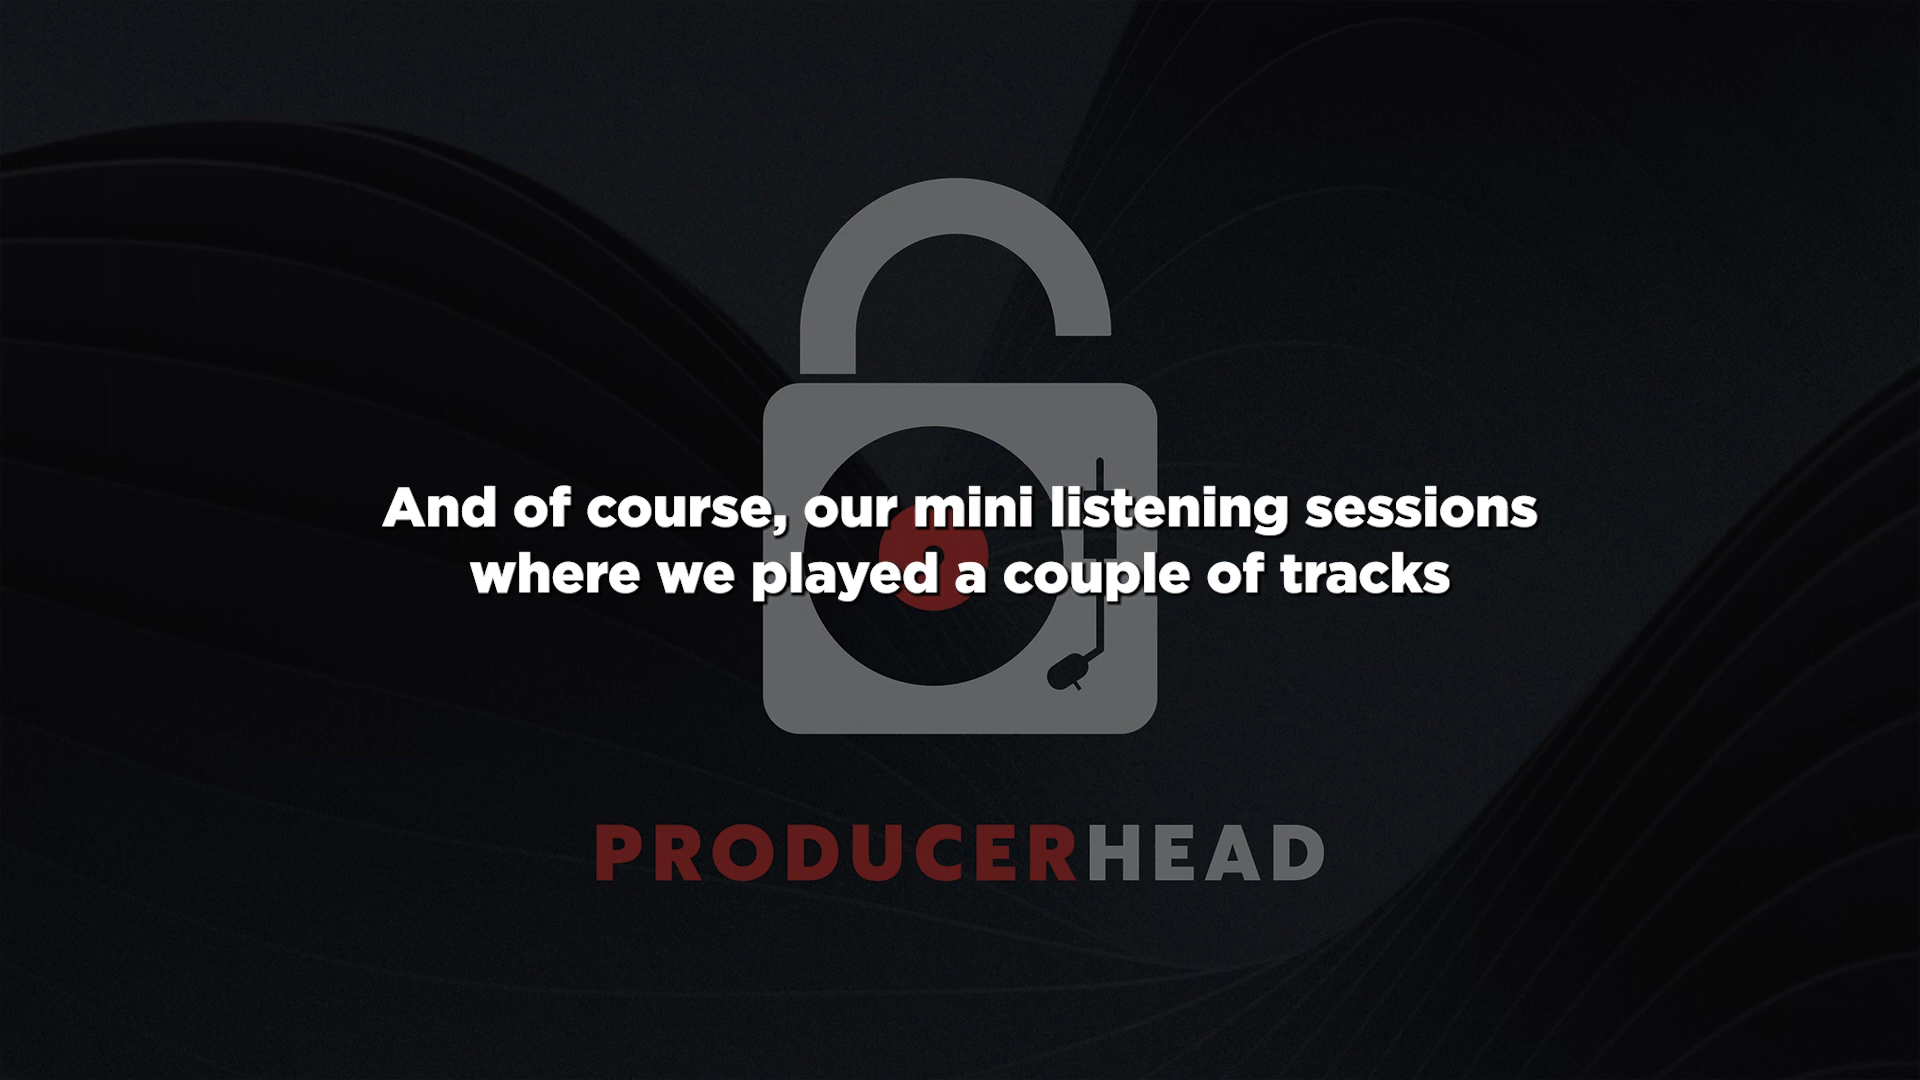 And of course, our mini listening sessions
where we played a couple of tracks
PRODUCERHEAD